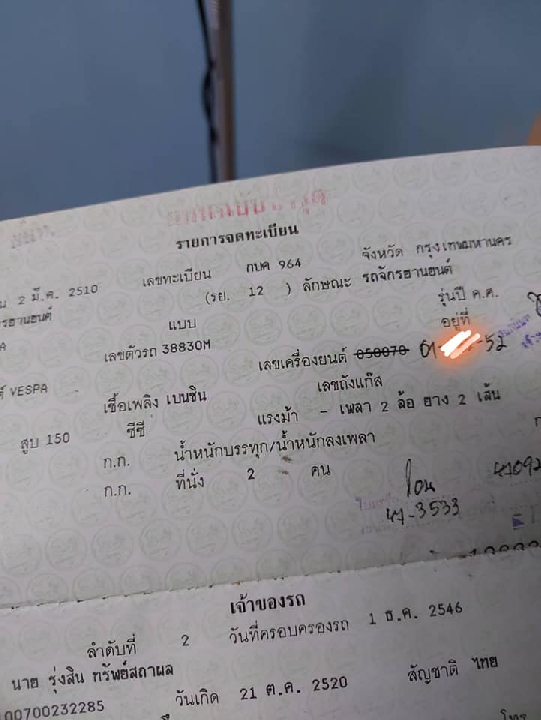 รายการจดทะเบียน
2 มี.ค. 2510 เลขทะเบียน กบค 964 จังหวัด กรุงเทพมหานคร
(รย. 12 ) ลักษณะ รถจักรยานยนต์
แบบ รุ่นปี ค.ศ.
เลขตัวรถ 38830M อยู่ที่
VESPA เลขเครื่องยนต์ 050070
เชื้อเพลิง เบนซิน เลขถังแก๊ส
สูบ 150 ซีซี แรงม้า - เพลา 2 ล้อ ยาง 2 เส้น
ก.ก. น้ำหนักบรรทุก/น้ำหนักลงเพลา
ก.ก. ที่นั่ง 2 คน
โอน
-3533
เจ้าของรถ
ลำดับที่ 2 วันที่ครอบครองรถ 1 ธ.ค. 2546
นาย รุ่งสิน ทรัพย์สถาผล
00700232285 วันเกิด 21 ต.ค. 2520 สัญชาติ ไทย